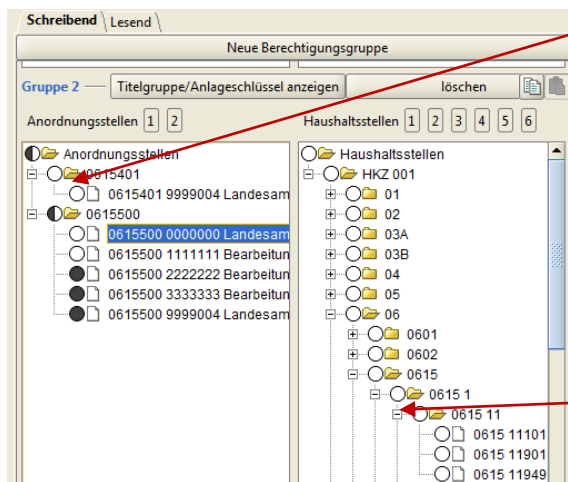 Schreibend
Lesend
Neue Berechtigungsgruppe
Gruppe 2
Titelgruppe/Anlageschlüssel anzeigen
löschen
Anordnungsstellen 1 2
Haushaltsstellen 1 2 3 4 5 6
Anordnungsstellen
0615401
0615401 9999004 Landesam
0615500
0615500 0000000 Landesam
0615500 1111111 Bearbeitun
0615500 2222222 Bearbeitun
0615500 3333333 Bearbeitun
0615500 9999004 Landesam
Haushaltsstellen
HKZ 001
01
02
03A
03B
04
05
06
0601
0602
0615
0615 1
0615 11
0615 11101
0615 11901
0615 11949